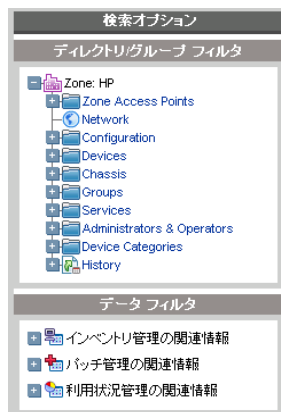 検索オプション
ディレクトリ/グループ フィルタ
Zone: HP
Zone Access Points
Network
Configuration
Devices
Chassis
Groups
Services
Administrators & Operators
Device Categories
History
データ フィルタ
インベントリ管理の関連情報
パッチ管理の関連情報
利用状況管理の関連情報